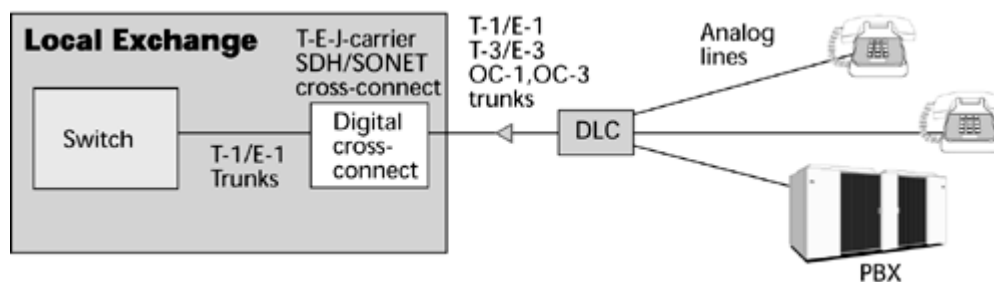 Local Exchange
T-E-J-carrier
SDH/SONET
cross-connect
Switch
T-1/E-1
Trunks
Digital
cross-
connect
T-1/E-1
T-3/E-3
OC-1,OC-3
trunks
DLC
Analog
lines
PBX